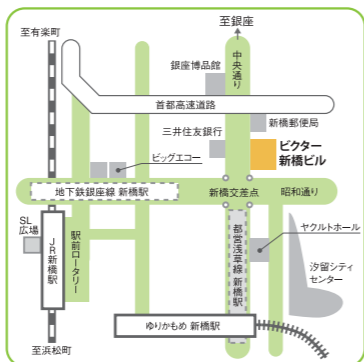 至銀座
至有楽町
銀座博品館
中央通り
首都高速道路
新橋郵便局
三井住友銀行
ビクター
新橋ビル
ビッグエコー
地下鉄銀座線 新橋駅
新橋交差点
昭和通り
SL
広場
JR新橋駅
駅前ロータリー
都営浅草線 新橋駅
ヤクルトホール
汐留シティ
センター
ゆりかもめ 新橋駅
至浜松町